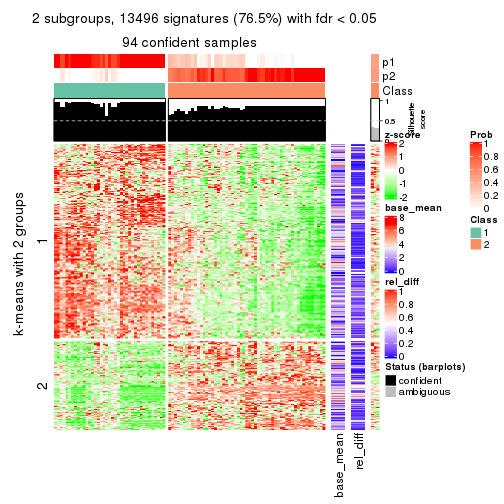 2 subgroups, 13496 signatures (76.5%) with fdr < 0.05
94 confident samples
p1
p2
Class
1
0.5
0
Silhouette
score
k-means with 2 groups
1
2
base_mean
rel_diff
z-score
2
1
0
-1
-2
base_mean
8
6
4
2
0
rel_diff
1
0.8
0.6
0.4
0.2
0
Status (barplots)
confident
ambiguous
Prob
1
0.8
0.6
0.4
0.2
0
Class
1
2